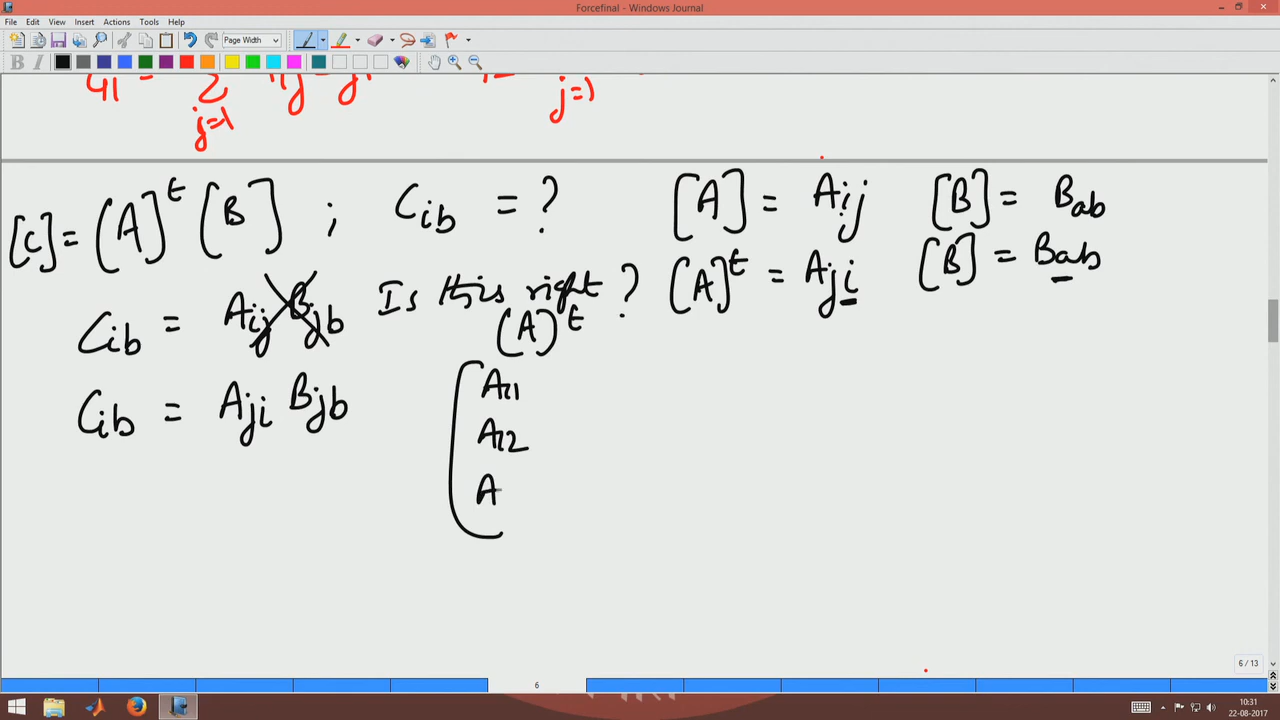 Forcefinal - Windows Journal
File Edit View Insert Actions Tools Help
Page Width
B I
j=1 j=1
[C] = [A]^t [B] ; C_ib = ? [A] = A_ij [B] = B_ab
C_ib = A_ij B_jb Is this right ? [A]^t = A_ji [B] = B_ab
(A)^t
C_ib = A_ji B_jb
A_11
A_12
A
6 / 13
6
10:31
22-08-2017